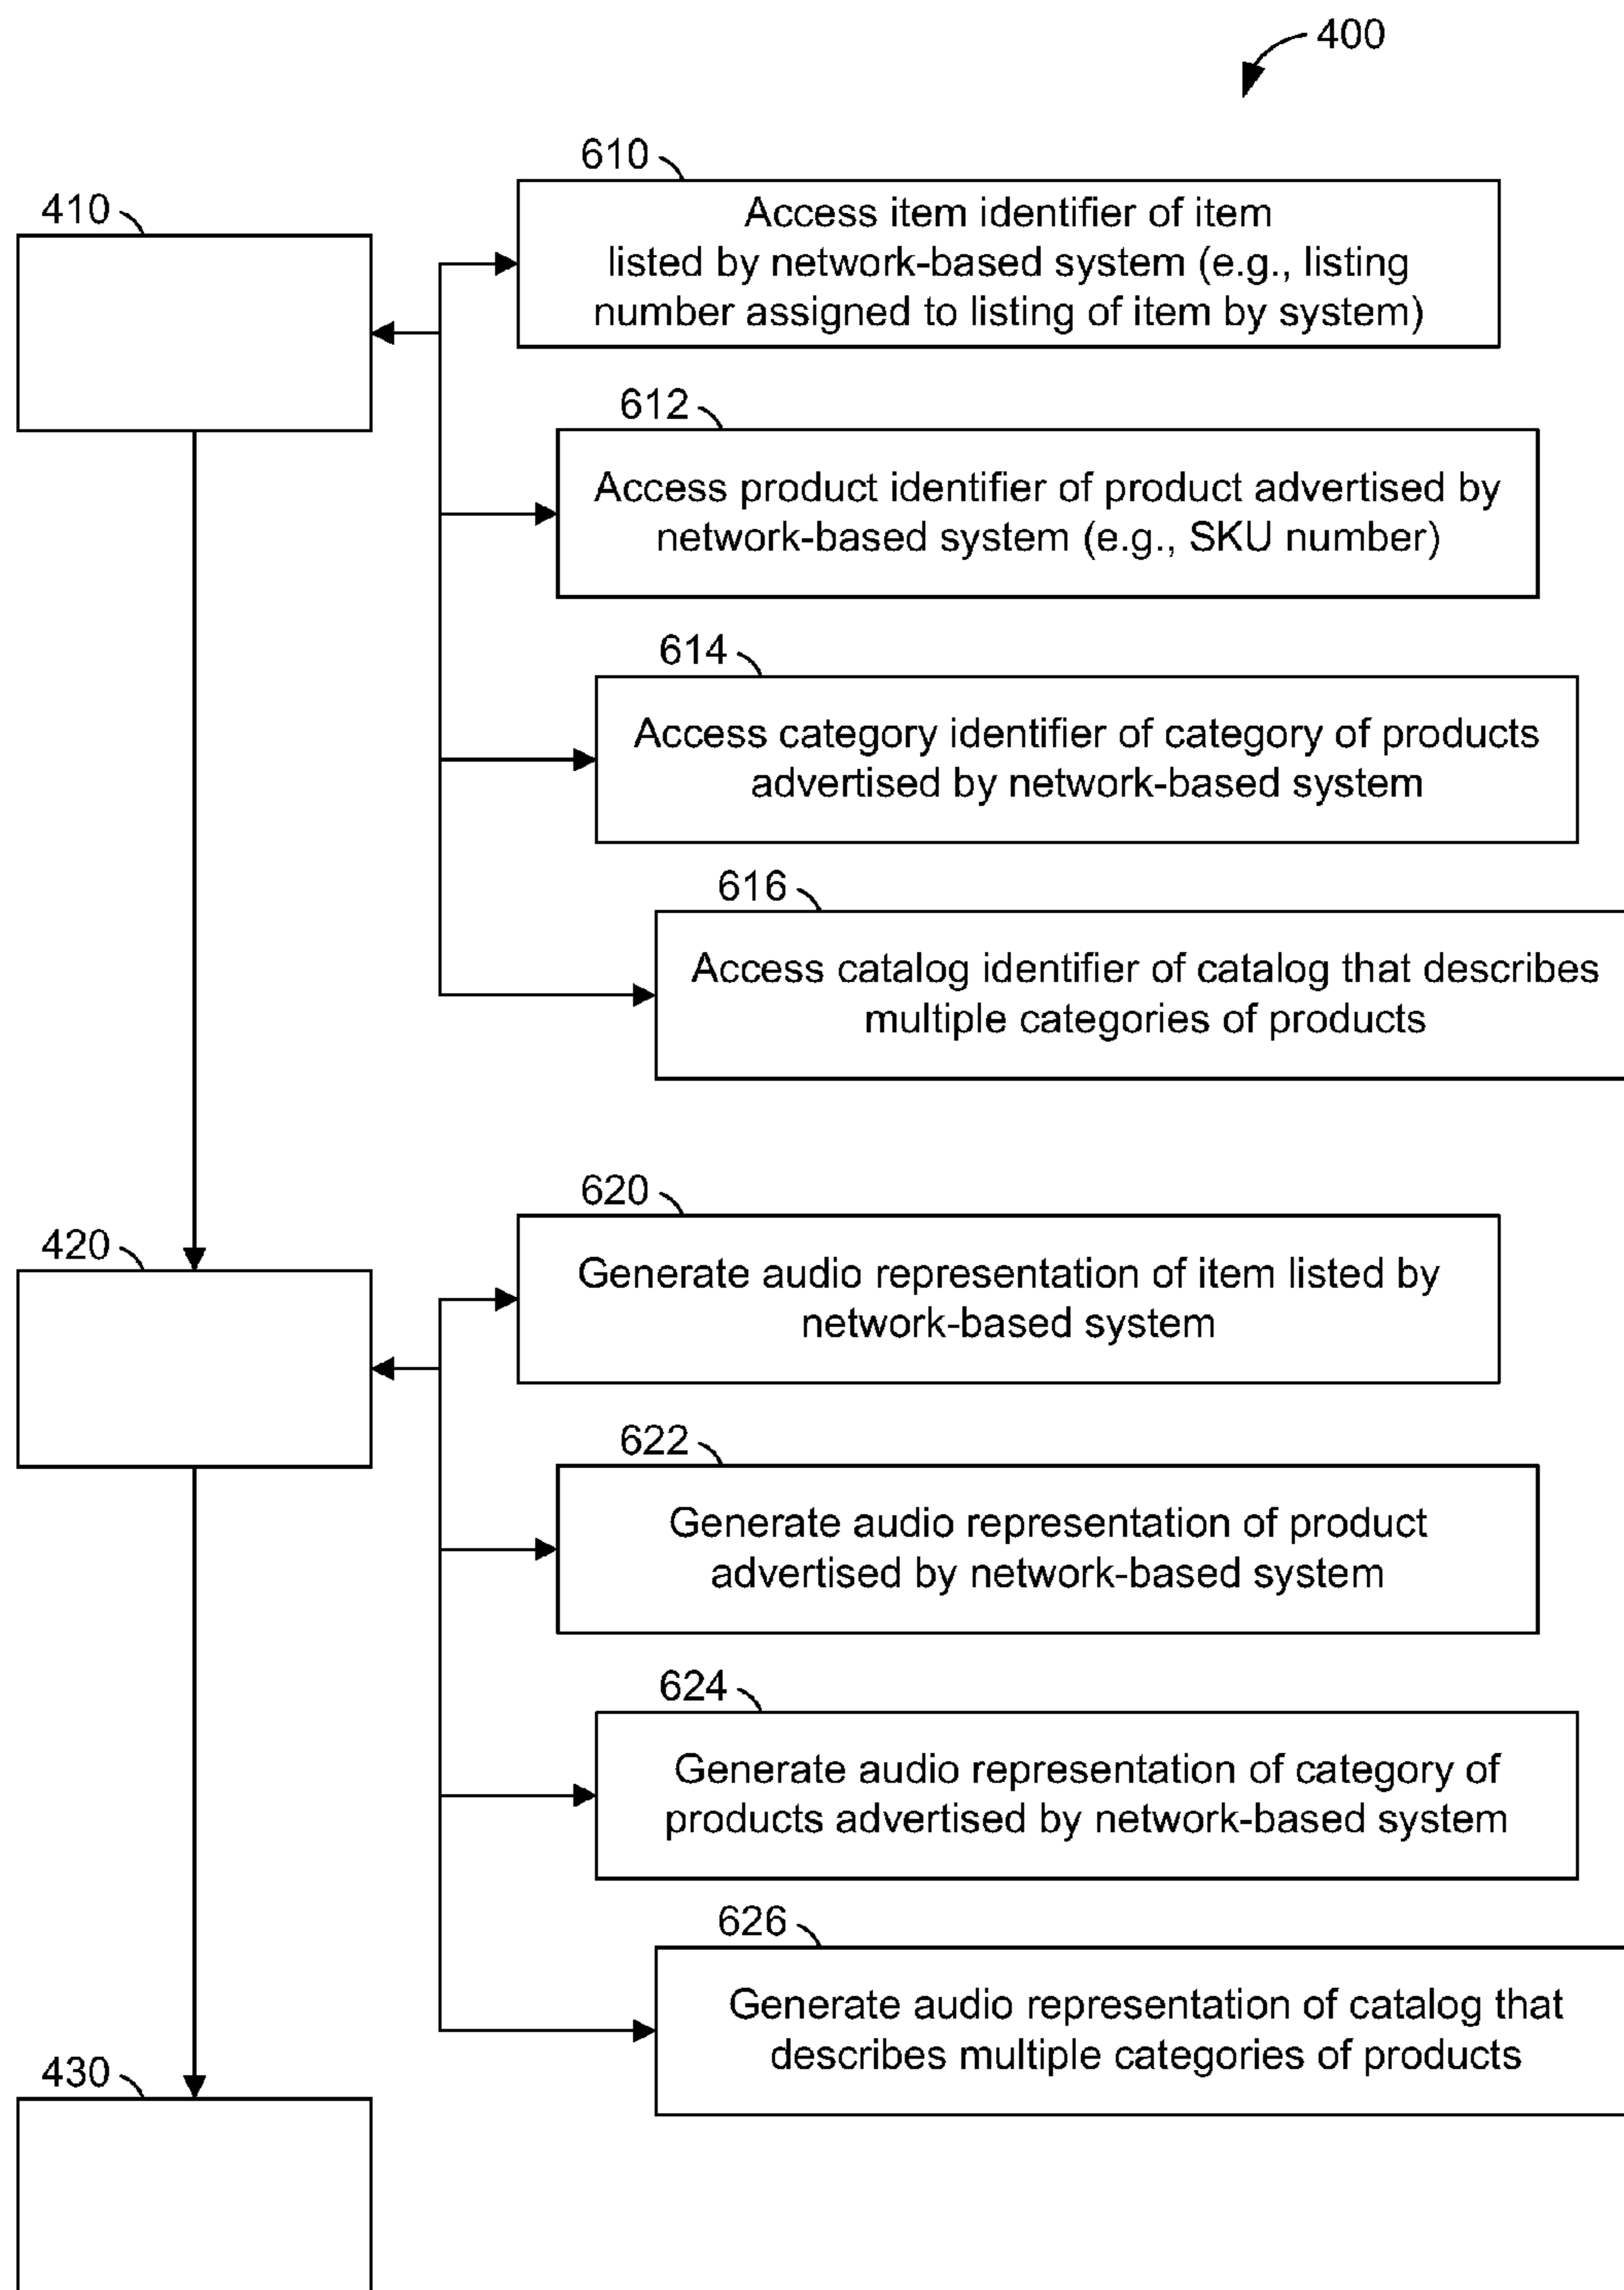 400
610
410
Access item identifier of item
listed by network-based system (e.g., listing
number assigned to listing of item by system)
612
Access product identifier of product advertised by
network-based system (e.g., SKU number)
614
Access category identifier of category of products
advertised by network-based system
616
Access catalog identifier of catalog that describes
multiple categories of products
620
420
Generate audio representation of item listed by
network-based system
622
Generate audio representation of product
advertised by network-based system
624
Generate audio representation of category of
products advertised by network-based system
626
Generate audio representation of catalog that
describes multiple categories of products
430